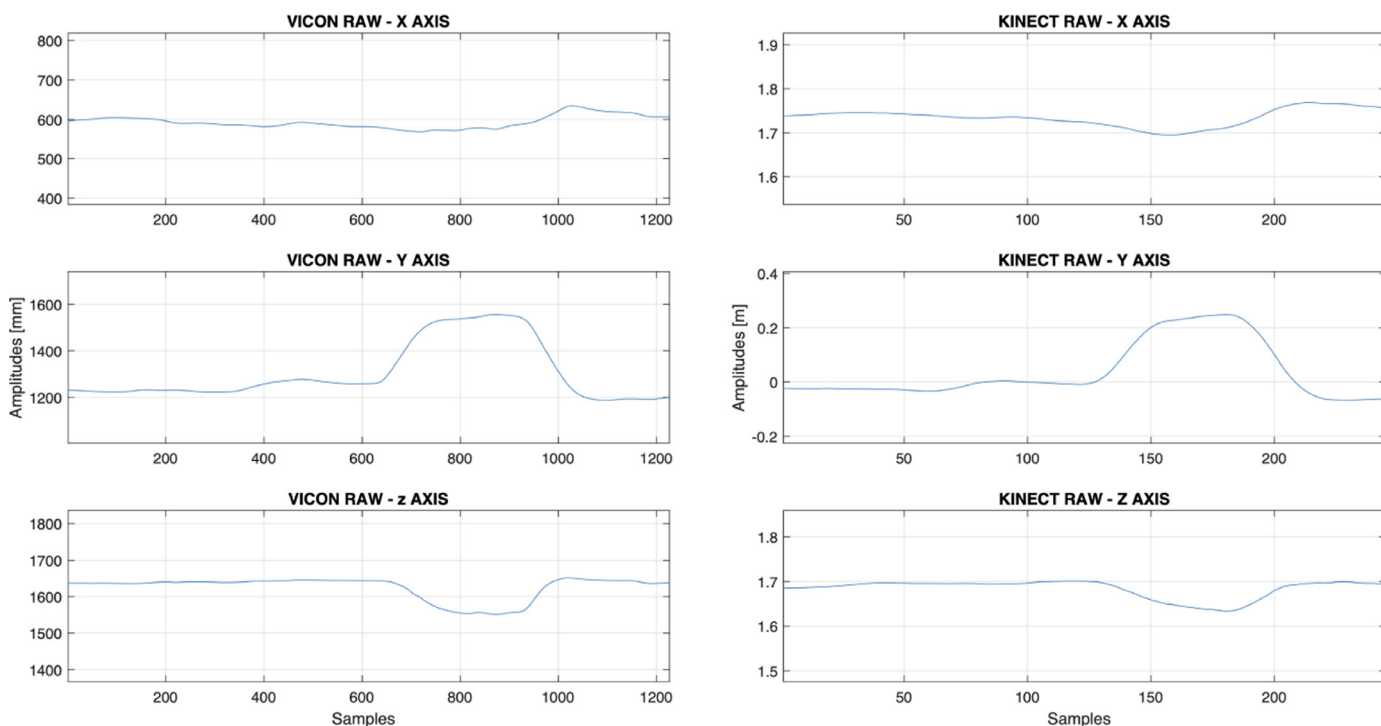 VICON RAW - X AXIS
800
700
600
500
400
200 400 600 800 1000 1200
VICON RAW - Y AXIS
Amplitudes [mm]
1600
1400
1200
200 400 600 800 1000 1200
VICON RAW - z AXIS
1800
1700
1600
1500
1400
200 400 600 800 1000 1200
Samples
KINECT RAW - X AXIS
1.9
1.8
1.7
1.6
50 100 150 200
KINECT RAW - Y AXIS
Amplitudes [m]
0.4
0.2
0
-0.2
50 100 150 200
KINECT RAW - Z AXIS
1.8
1.7
1.6
1.5
50 100 150 200
Samples